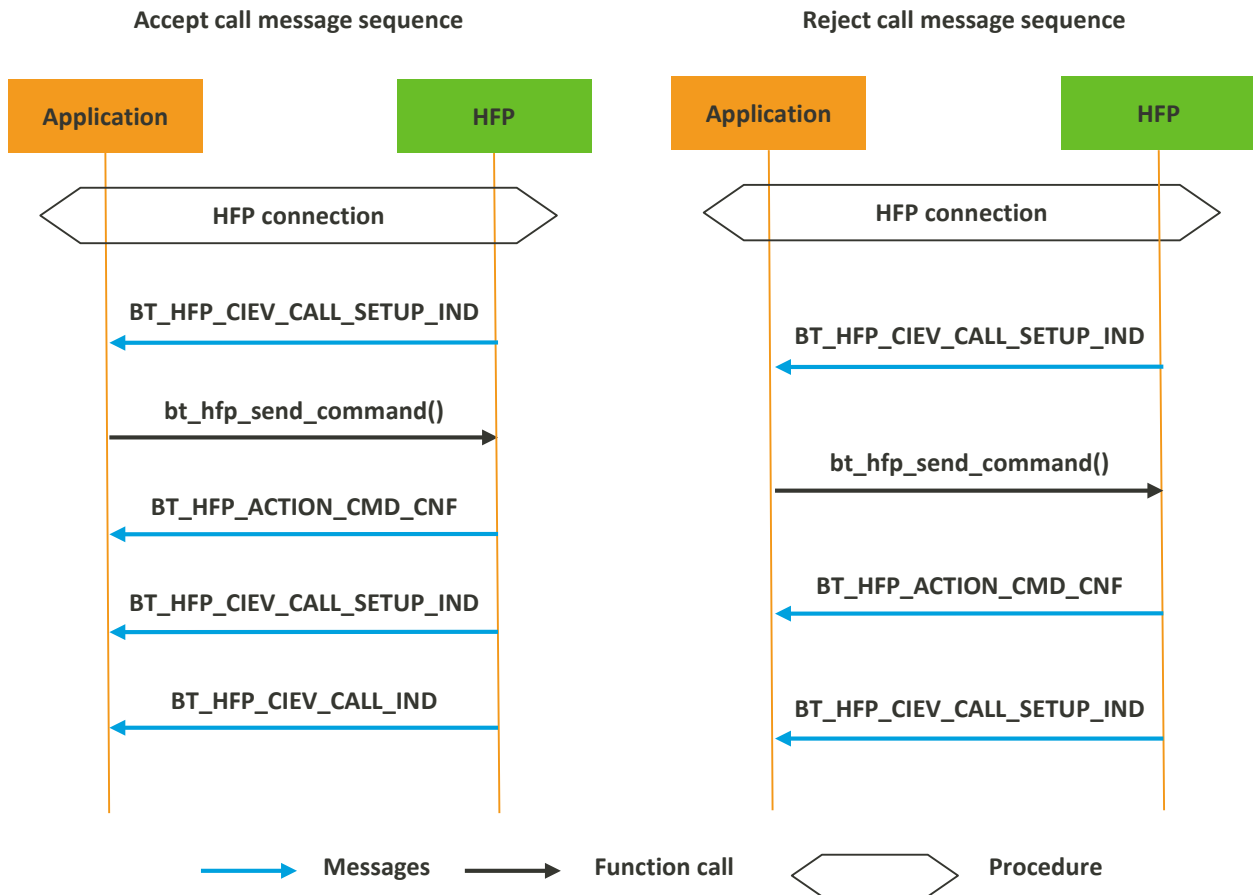 Accept call message sequence
Application
HFP
HFP connection
BT_HFP_CIEV_CALL_SETUP_IND
bt_hfp_send_command()
BT_HFP_ACTION_CMD_CNF
BT_HFP_CIEV_CALL_SETUP_IND
BT_HFP_CIEV_CALL_IND
Reject call message sequence
Application
HFP
HFP connection
BT_HFP_CIEV_CALL_SETUP_IND
bt_hfp_send_command()
BT_HFP_ACTION_CMD_CNF
BT_HFP_CIEV_CALL_SETUP_IND
Messages
Function call
Procedure